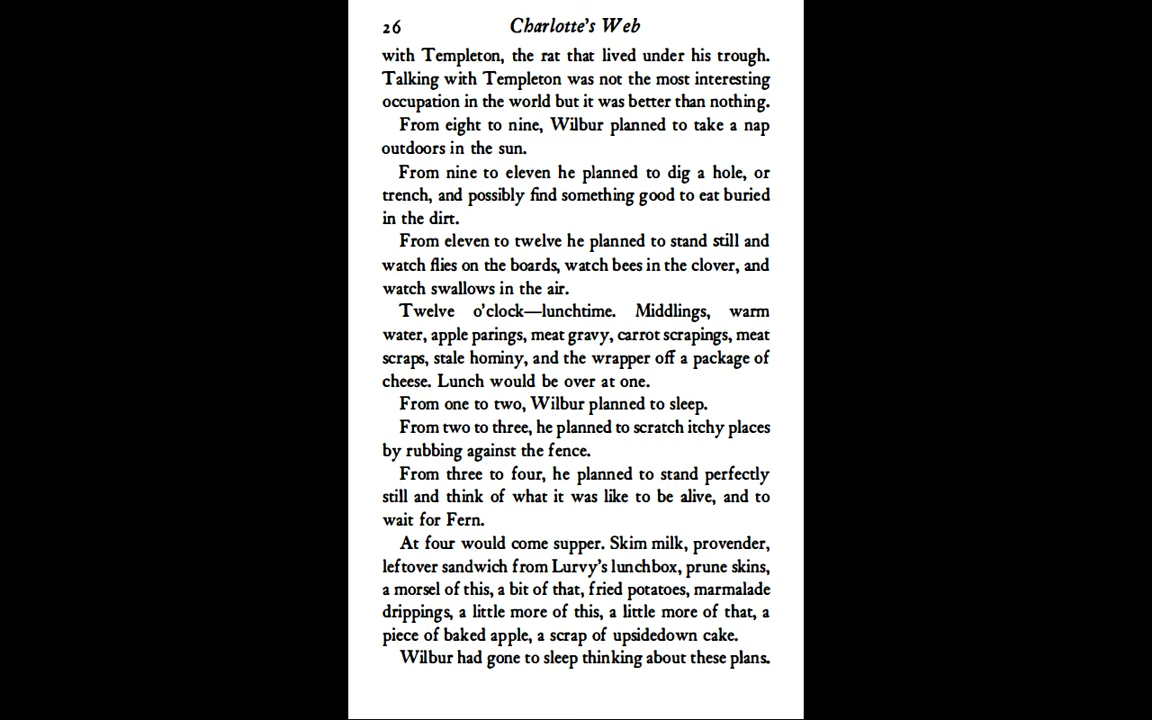 26 Charlotte's Web
with Templeton, the rat that lived under his trough.
Talking with Templeton was not the most interesting
occupation in the world but it was better than nothing.
From eight to nine, Wilbur planned to take a nap
outdoors in the sun.
From nine to eleven he planned to dig a hole, or
trench, and possibly find something good to eat buried
in the dirt.
From eleven to twelve he planned to stand still and
watch flies on the boards, watch bees in the clover, and
watch swallows in the air.
Twelve o'clock—lunchtime. Middlings, warm
water, apple parings, meat gravy, carrot scrapings, meat
scraps, stale hominy, and the wrapper off a package of
cheese. Lunch would be over at one.
From one to two, Wilbur planned to sleep.
From two to three, he planned to scratch itchy places
by rubbing against the fence.
From three to four, he planned to stand perfectly
still and think of what it was like to be alive, and to
wait for Fern.
At four would come supper. Skim milk, provender,
leftover sandwich from Lurvy's lunchbox, prune skins,
a morsel of this, a bit of that, fried potatoes, marmalade
drippings, a little more of this, a little more of that, a
piece of baked apple, a scrap of upsidedown cake.
Wilbur had gone to sleep thinking about these plans.